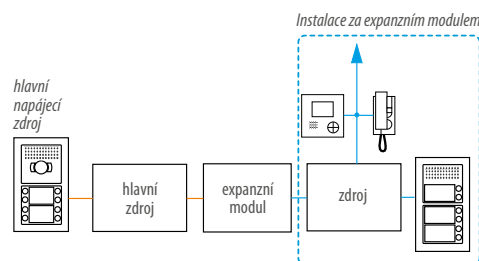 Instalace za expanzním modulem
hlavní
napájecí
zdroj
hlavní
zdroj
expanzní
modul
zdroj